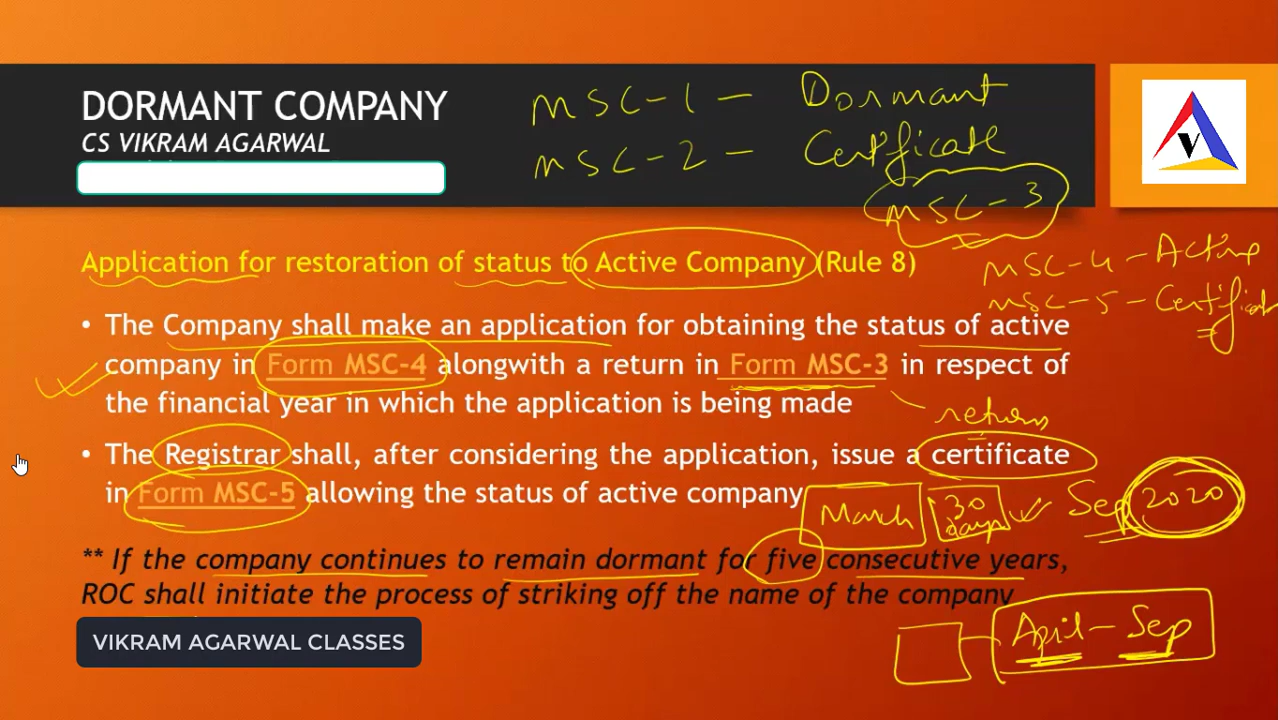 DORMANT COMPANY
CS VIKRAM AGARWAL
MSC-1 - Dormant
MSC-2 - Certificate
MSC-3
V
Application for restoration of status to Active Company (Rule 8)
MSC-4 - Active
MSC-5 - Certificate
• The Company shall make an application for obtaining the status of active
company in Form MSC-4 alongwith a return in Form MSC-3 in respect of
the financial year in which the application is being made
return
• The Registrar shall, after considering the application, issue a certificate
in Form MSC-5 allowing the status of active company
March 30 days Sep 2020
** If the company continues to remain dormant for five consecutive years,
ROC shall initiate the process of striking off the name of the company
April - Sep
VIKRAM AGARWAL CLASSES